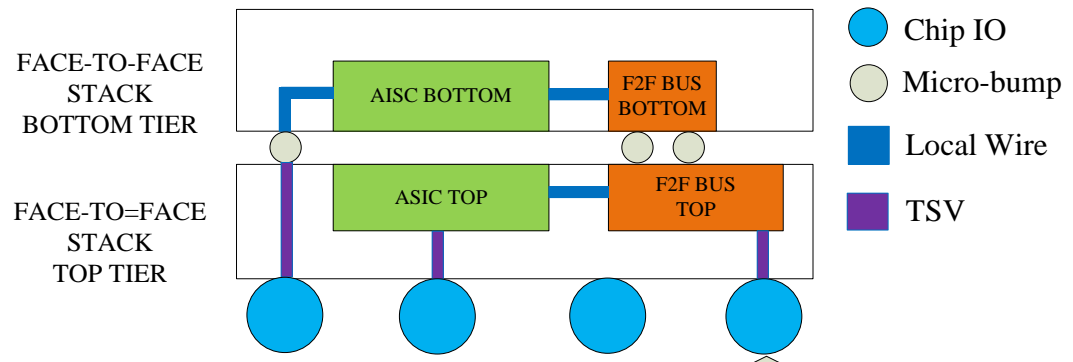 FACE-TO-FACE
STACK
BOTTOM TIER
AISC BOTTOM
F2F BUS
BOTTOM
FACE-TO=FACE
STACK
TOP TIER
ASIC TOP
F2F BUS
TOP
Chip IO
Micro-bump
Local Wire
TSV